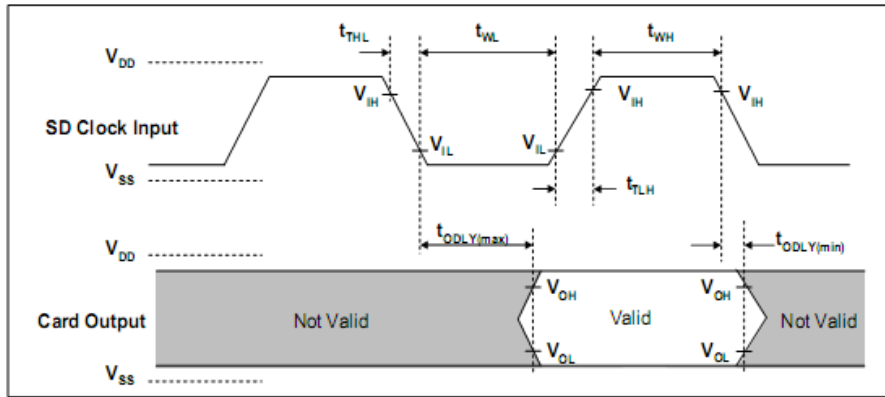 tTHL
tWL
tWH
VDD
VIH
VIH
VIH
SD Clock Input
VIL
VIL
VSS
tTLH
tODLY(max)
tODLY(min)
VDD
VOH
VOH
Card Output
Not Valid
Valid
Not Valid
VOL
VOL
VSS